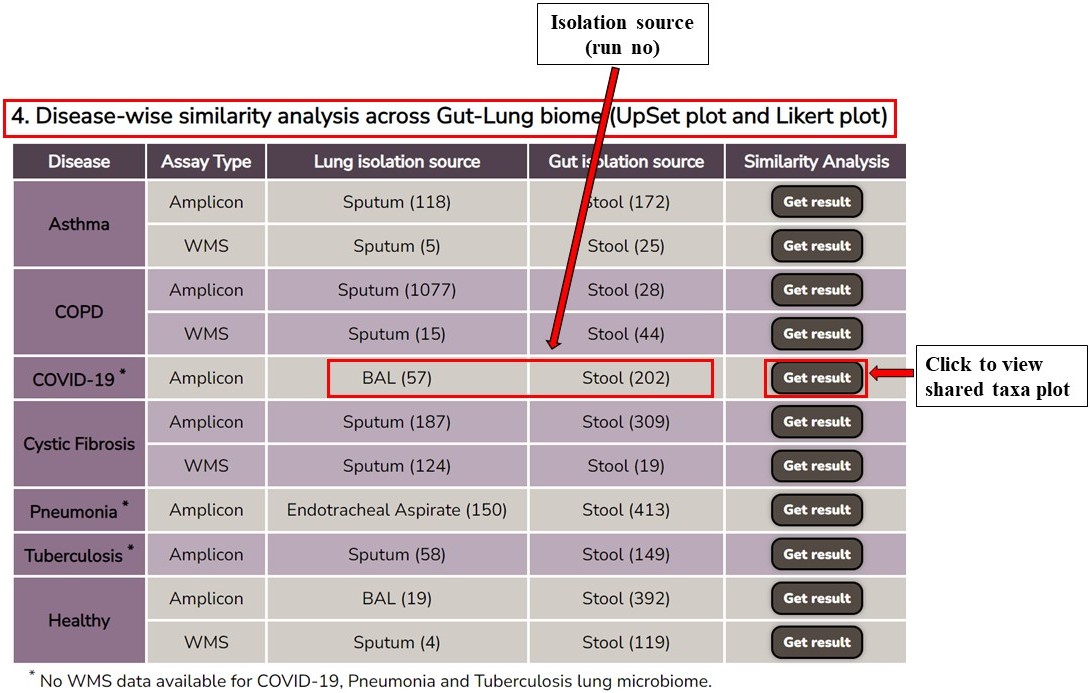 Isolation source
(run no)
4. Disease-wise similarity analysis across Gut-Lung biome (UpSet plot and Likert plot)
Disease Assay Type Lung isolation source Gut isolation source Similarity Analysis
Asthma Amplicon Sputum (118) Stool (172) Get result
WMS Sputum (5) Stool (25) Get result
COPD Amplicon Sputum (1077) Stool (28) Get result
WMS Sputum (15) Stool (44) Get result
COVID-19 * Amplicon BAL (57) Stool (202) Get result
Click to view
shared taxa plot
Cystic Fibrosis Amplicon Sputum (187) Stool (309) Get result
WMS Sputum (124) Stool (19) Get result
Pneumonia * Amplicon Endotracheal Aspirate (150) Stool (413) Get result
Tuberculosis * Amplicon Sputum (58) Stool (149) Get result
Healthy Amplicon BAL (19) Stool (392) Get result
WMS Sputum (4) Stool (119) Get result
* No WMS data available for COVID-19, Pneumonia and Tuberculosis lung microbiome.